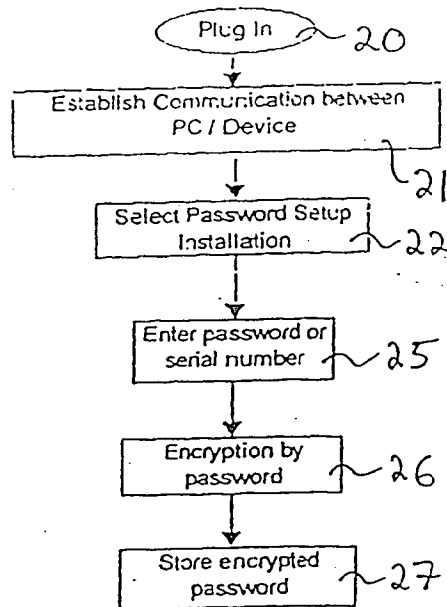 Plug In
20
Establish Communication between
PC / Device
21
Select Password Setup
Installation
22
Enter password or
serial number
25
Encryption by
password
26
Store encrypted
password
27